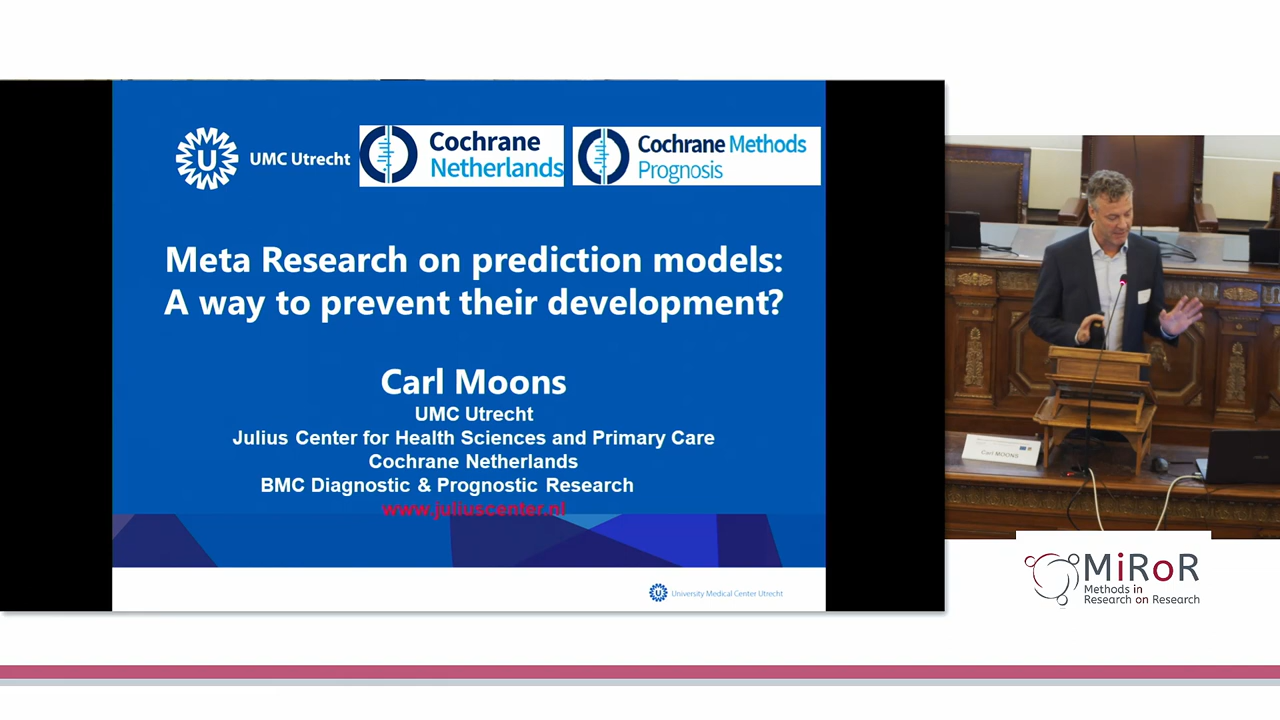 UMC Utrecht
Cochrane
Netherlands
Cochrane Methods
Prognosis
Meta Research on prediction models:
A way to prevent their development?
Carl Moons
UMC Utrecht
Julius Center for Health Sciences and Primary Care
Cochrane Netherlands
BMC Diagnostic & Prognostic Research
www.juliuscenter.nl
University Medical Center Utrecht
Carl MOONS
MiRoR
Methods in
Research on Research